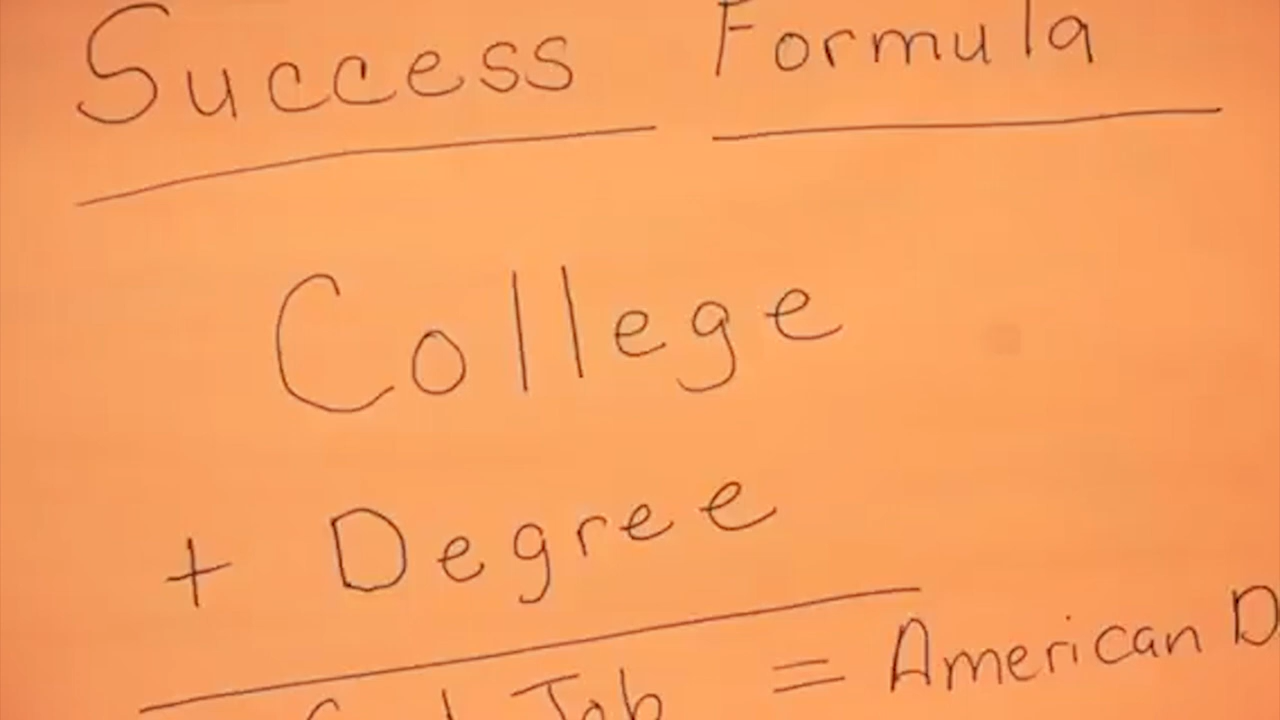 Success Formula
College
+ Degree
Job = American D